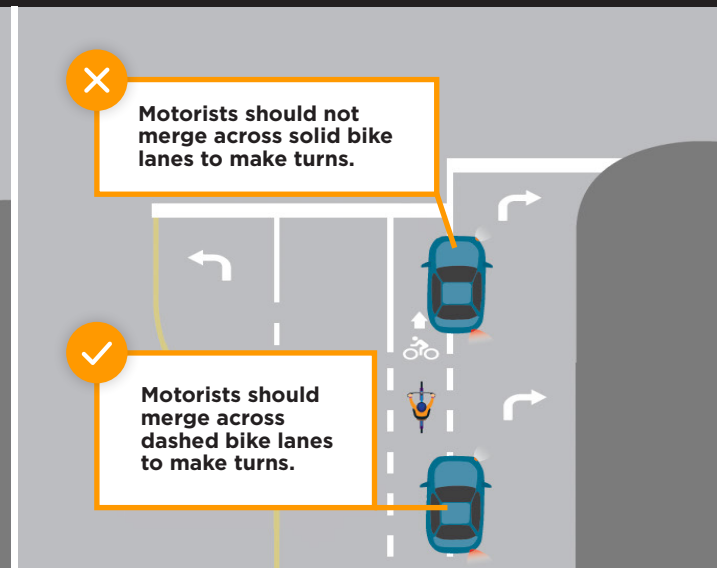 Motorists should not
merge across solid bike
lanes to make turns.
Motorists should
merge across
dashed bike lanes
to make turns.